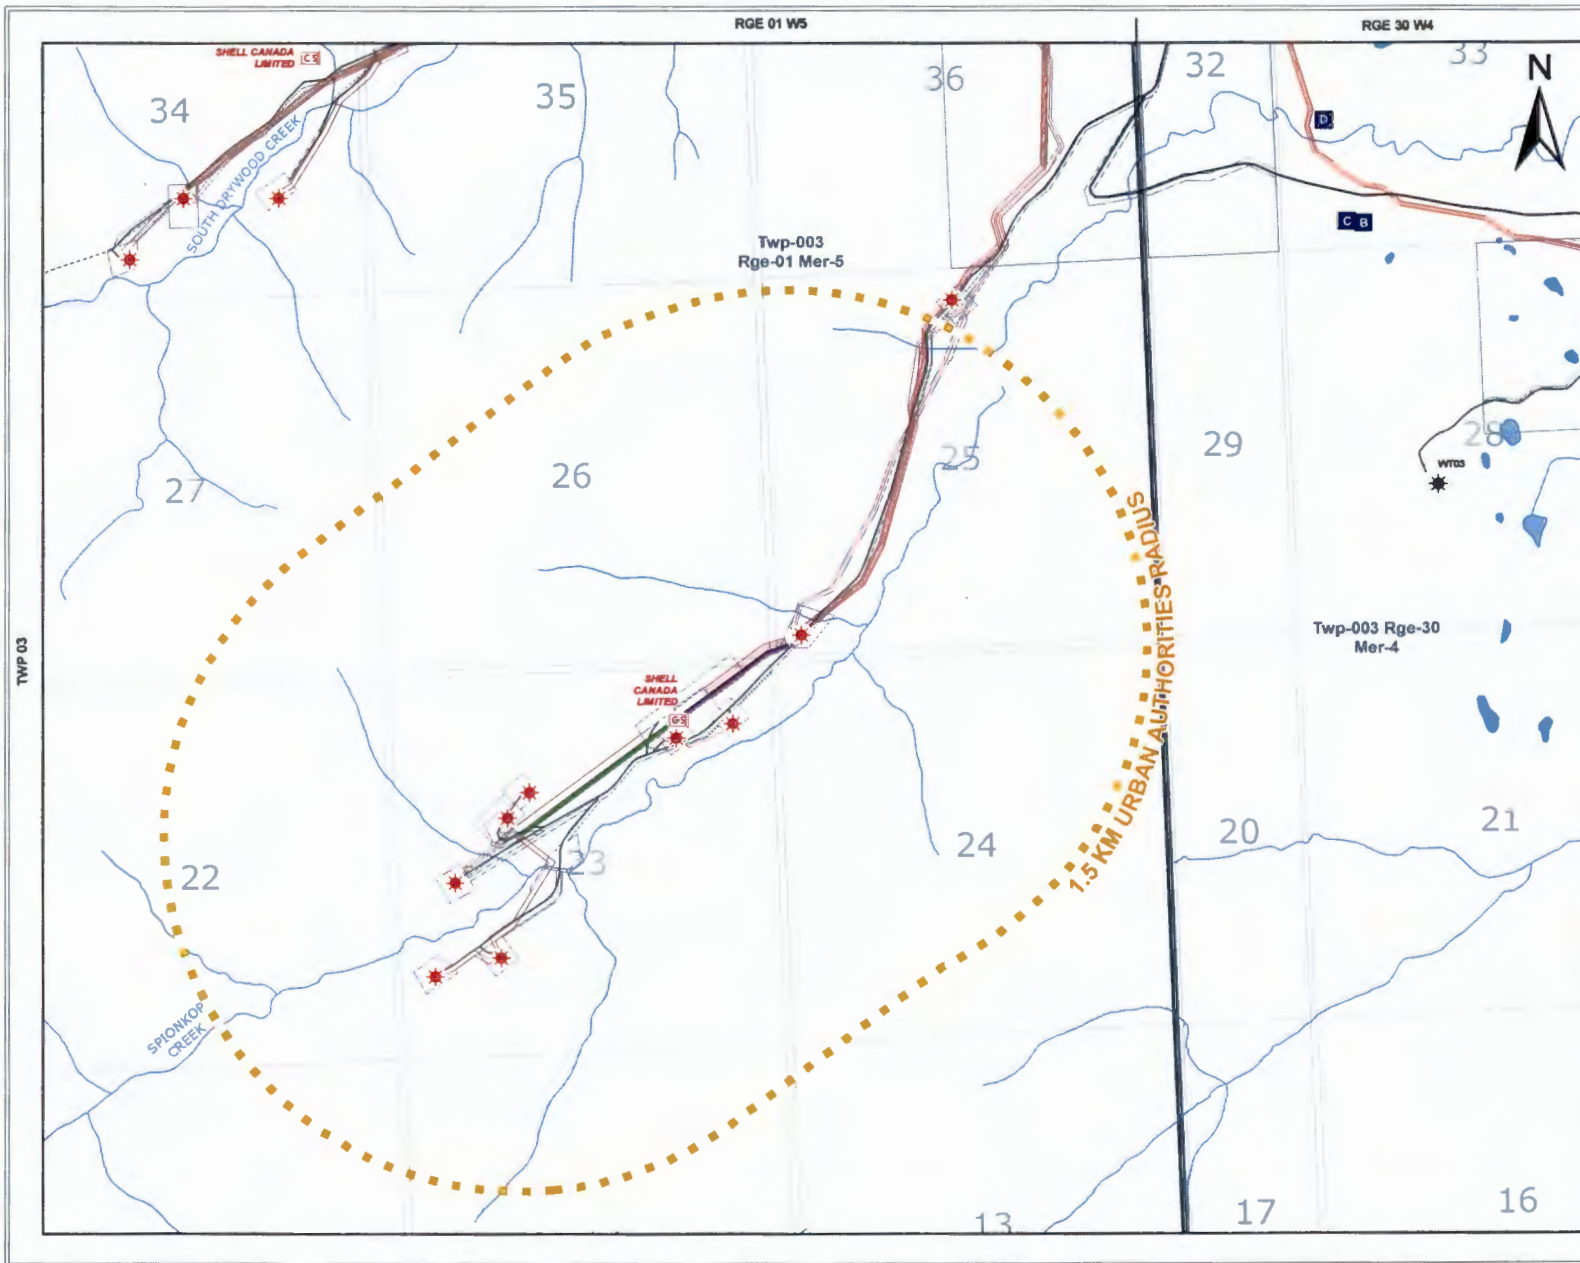 RGE 01 W5
RGE 30 W4
SHELL CANADA
LIMITED
CS
34
35
36
32
33
N
D
SOUTH DRYWOOD CREEK
C B
Twp-003
Rge-01 Mer-5
27
26
25
29
28
WT03
1.5 KM URBAN AUTHORITIES RADIUS
TWP 03
Twp-003 Rge-30
Mer-4
SHELL
CANADA
LIMITED
GS
22
23
24
20
21
SPIONKOP
CREEK
13
17
16